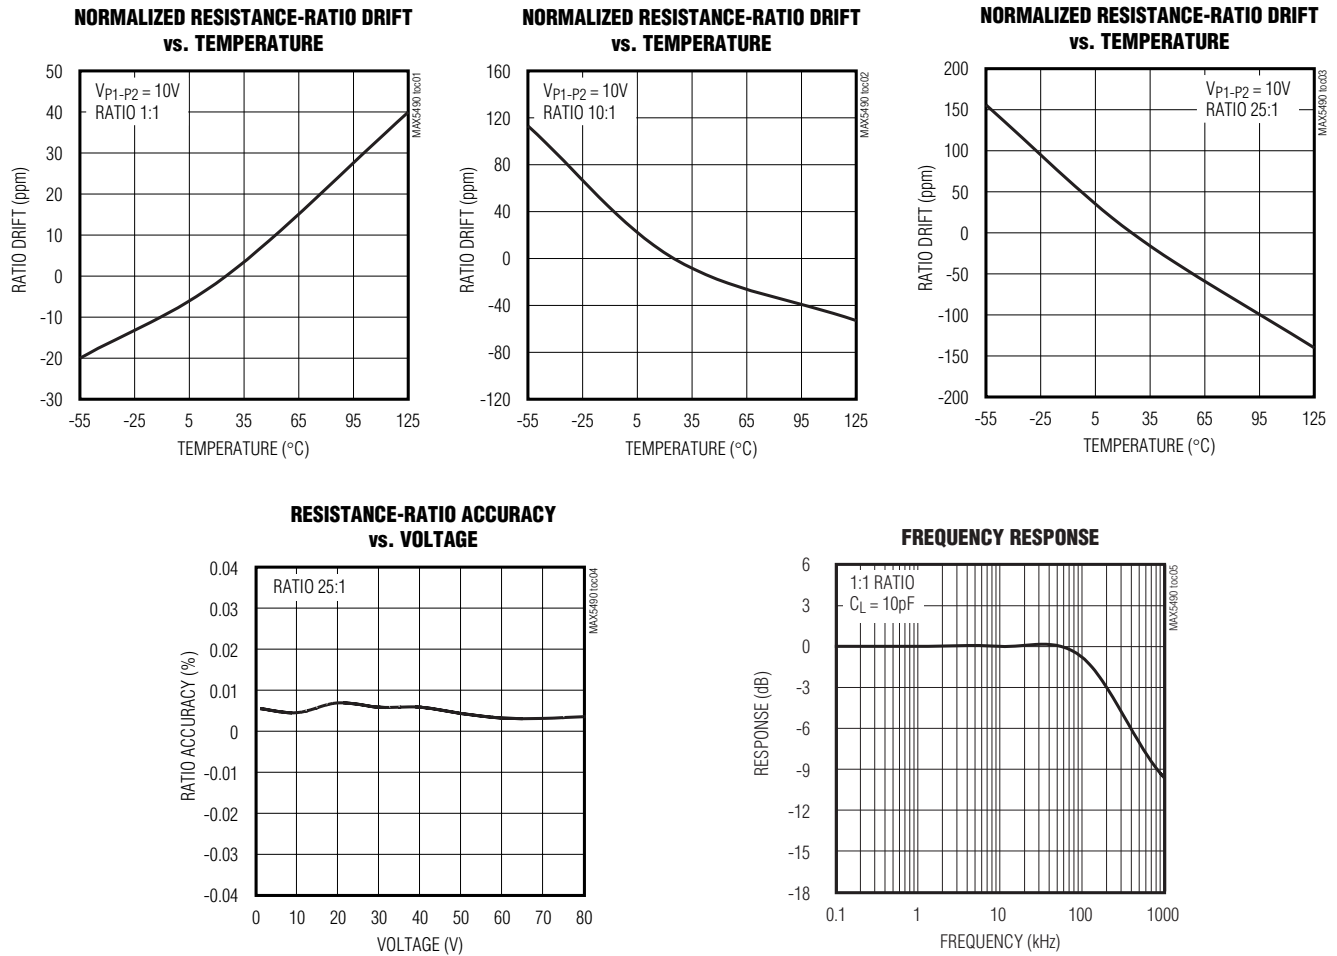 NORMALIZED RESISTANCE-RATIO DRIFT
vs. TEMPERATURE
50
40
30
20
10
0
-10
-20
-30
RATIO DRIFT (ppm)
VP1-P2 = 10V
RATIO 1:1
MAX5490 toc01
-55 -25 5 35 65 95 125
TEMPERATURE (°C)
NORMALIZED RESISTANCE-RATIO DRIFT
vs. TEMPERATURE
160
120
80
40
0
-40
-80
-120
RATIO DRIFT (ppm)
VP1-P2 = 10V
RATIO 10:1
MAX5490 toc02
-55 -25 5 35 65 95 125
TEMPERATURE (°C)
NORMALIZED RESISTANCE-RATIO DRIFT
vs. TEMPERATURE
200
150
100
50
0
-50
-100
-150
-200
RATIO DRIFT (ppm)
VP1-P2 = 10V
RATIO 25:1
MAX5490 toc03
-55 -25 5 35 65 95 125
TEMPERATURE (°C)
RESISTANCE-RATIO ACCURACY
vs. VOLTAGE
0.04
0.03
0.02
0.01
0
-0.01
-0.02
-0.03
-0.04
RATIO ACCURACY (%)
RATIO 25:1
MAX5490 toc04
0 10 20 30 40 50 60 70 80
VOLTAGE (V)
FREQUENCY RESPONSE
6
3
0
-3
-6
-9
-12
-15
-18
RESPONSE (dB)
1:1 RATIO
CL = 10pF
MAX5490 toc05
0.1 1 10 100 1000
FREQUENCY (kHz)